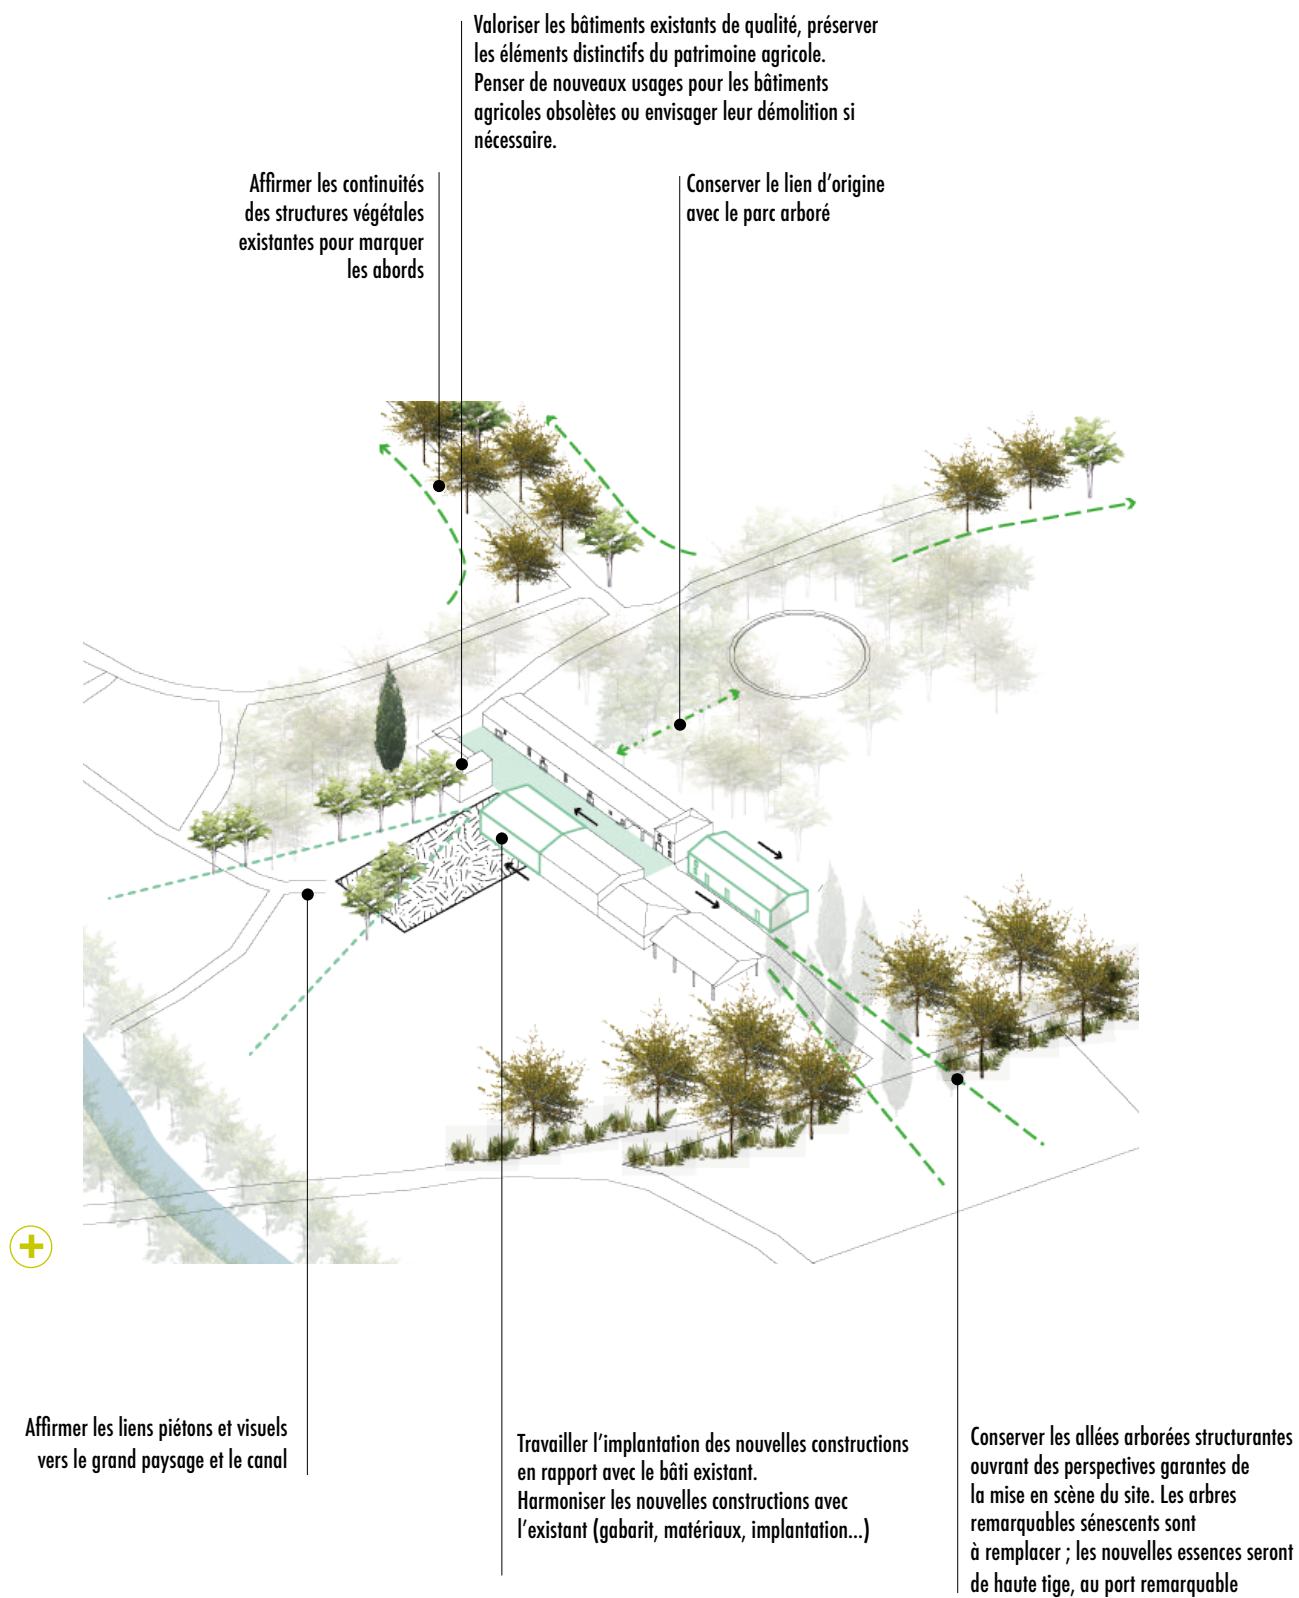 Valoriser les bâtiments existants de qualité, préserver
les éléments distinctifs du patrimoine agricole.
Penser de nouveaux usages pour les bâtiments
agricoles obsolètes ou envisager leur démolition si
nécessaire.
Affirmer les continuités
des structures végétales
existantes pour marquer
les abords
Conserver le lien d'origine
avec le parc arboré
Affirmer les liens piétons et visuels
vers le grand paysage et le canal
Travailler l'implantation des nouvelles constructions
en rapport avec le bâti existant.
Harmoniser les nouvelles constructions avec
l'existant (gabarit, matériaux, implantation...)
Conserver les allées arborées structurantes
ouvrant des perspectives garantes de
la mise en scène du site. Les arbres
remarquables sénescents sont
à remplacer ; les nouvelles essences seront
de haute tige, au port remarquable